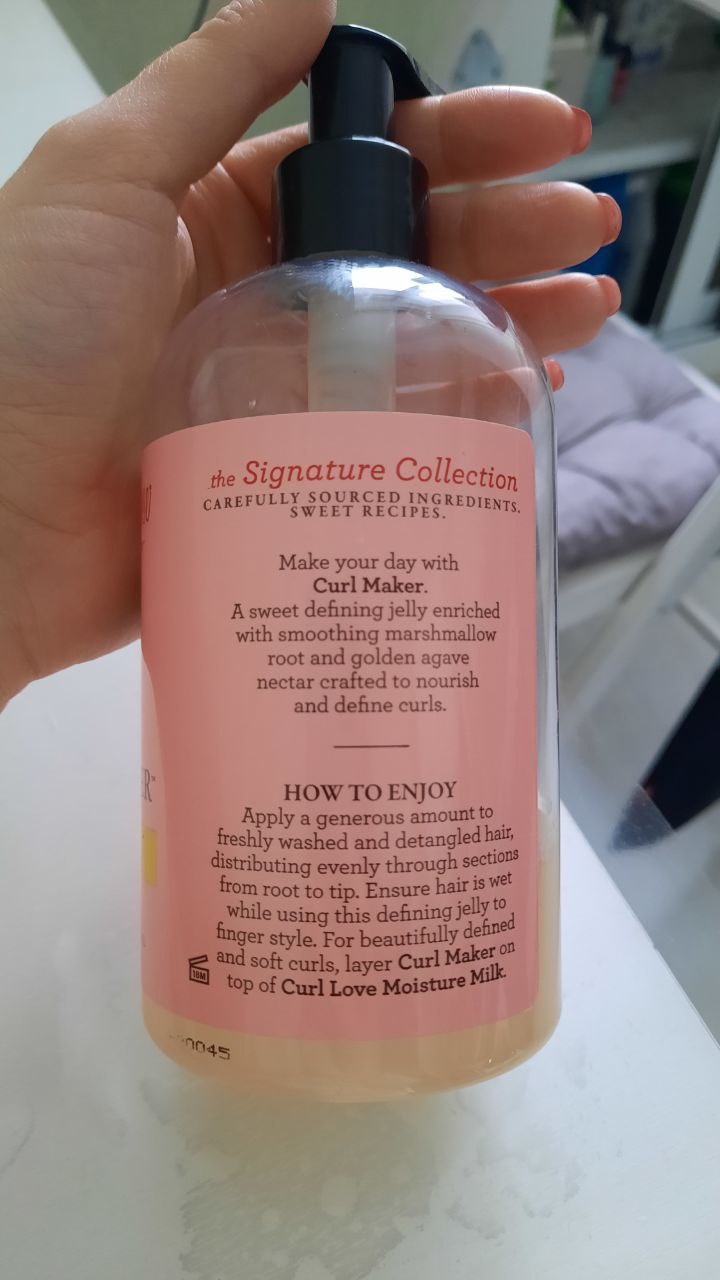 the Signature Collection
CAREFULLY SOURCED INGREDIENTS.
SWEET RECIPES.
Make your day with
Curl Maker.
A sweet defining jelly enriched
with smoothing marshmallow
root and golden agave
nectar crafted to nourish
and define curls.
HOW TO ENJOY
Apply a generous amount to
freshly washed and detangled hair,
distributing evenly through sections
from root to tip. Ensure hair is wet
while using this defining jelly to
finger style. For beautifully defined
and soft curls, layer Curl Maker on
top of Curl Love Moisture Milk.
18M